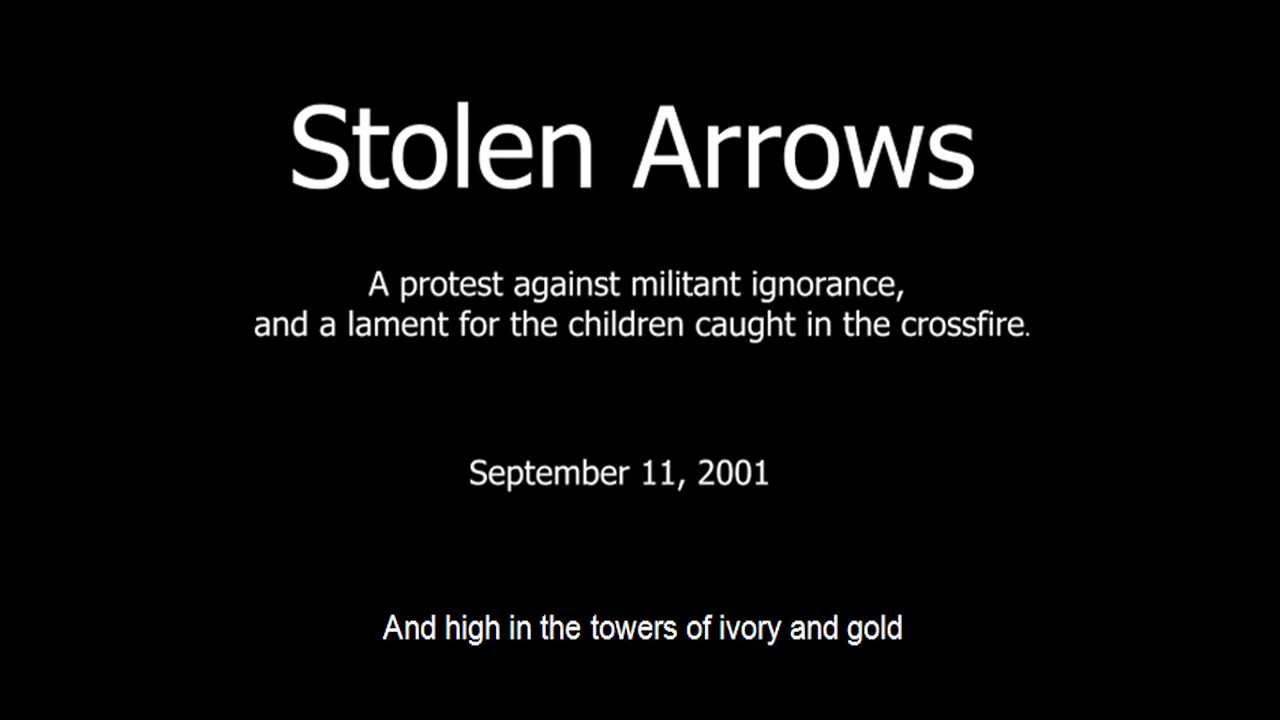 Stolen Arrows
A protest against militant ignorance,
and a lament for the children caught in the crossfire.
September 11, 2001
And high in the towers of ivory and gold